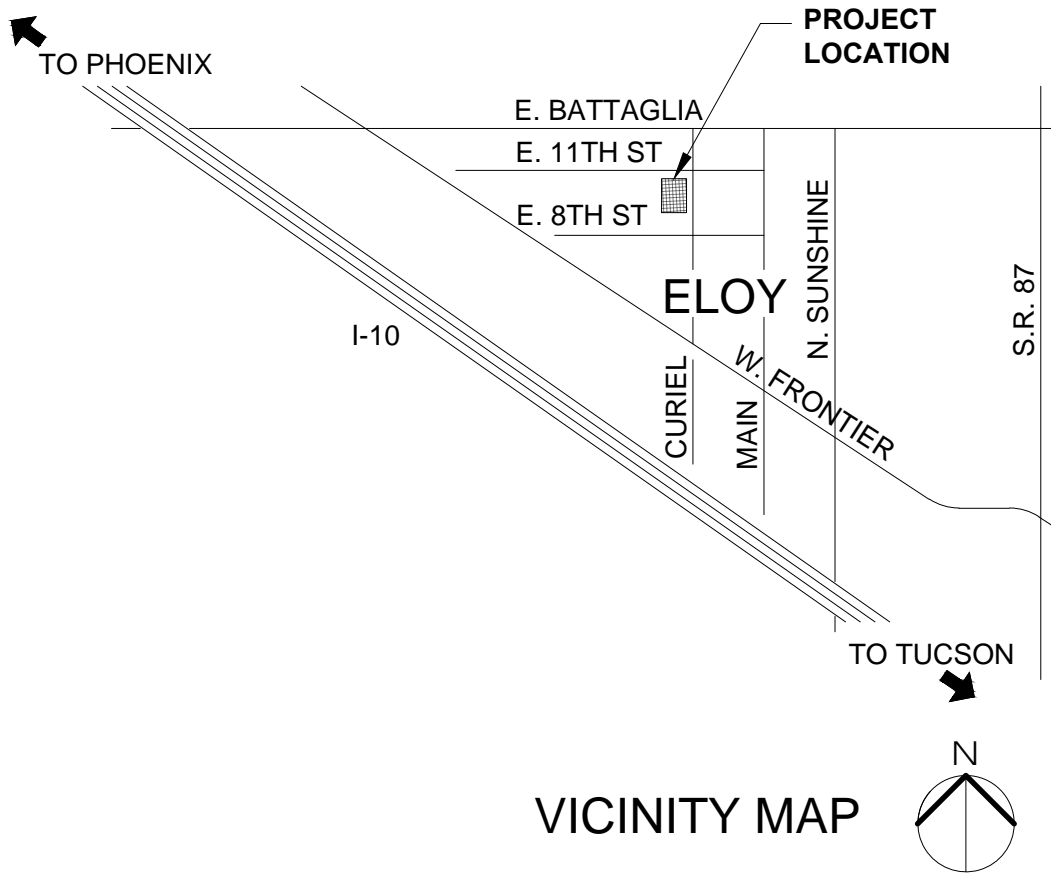 PROJECT
LOCATION
TO PHOENIX
E. BATTAGLIA
E. 11TH ST
E. 8TH ST
N. SUNSHINE
S.R. 87
ELOY
I-10
W. FRONTIER
CURIEL
MAIN
TO TUCSON
N
VICINITY MAP